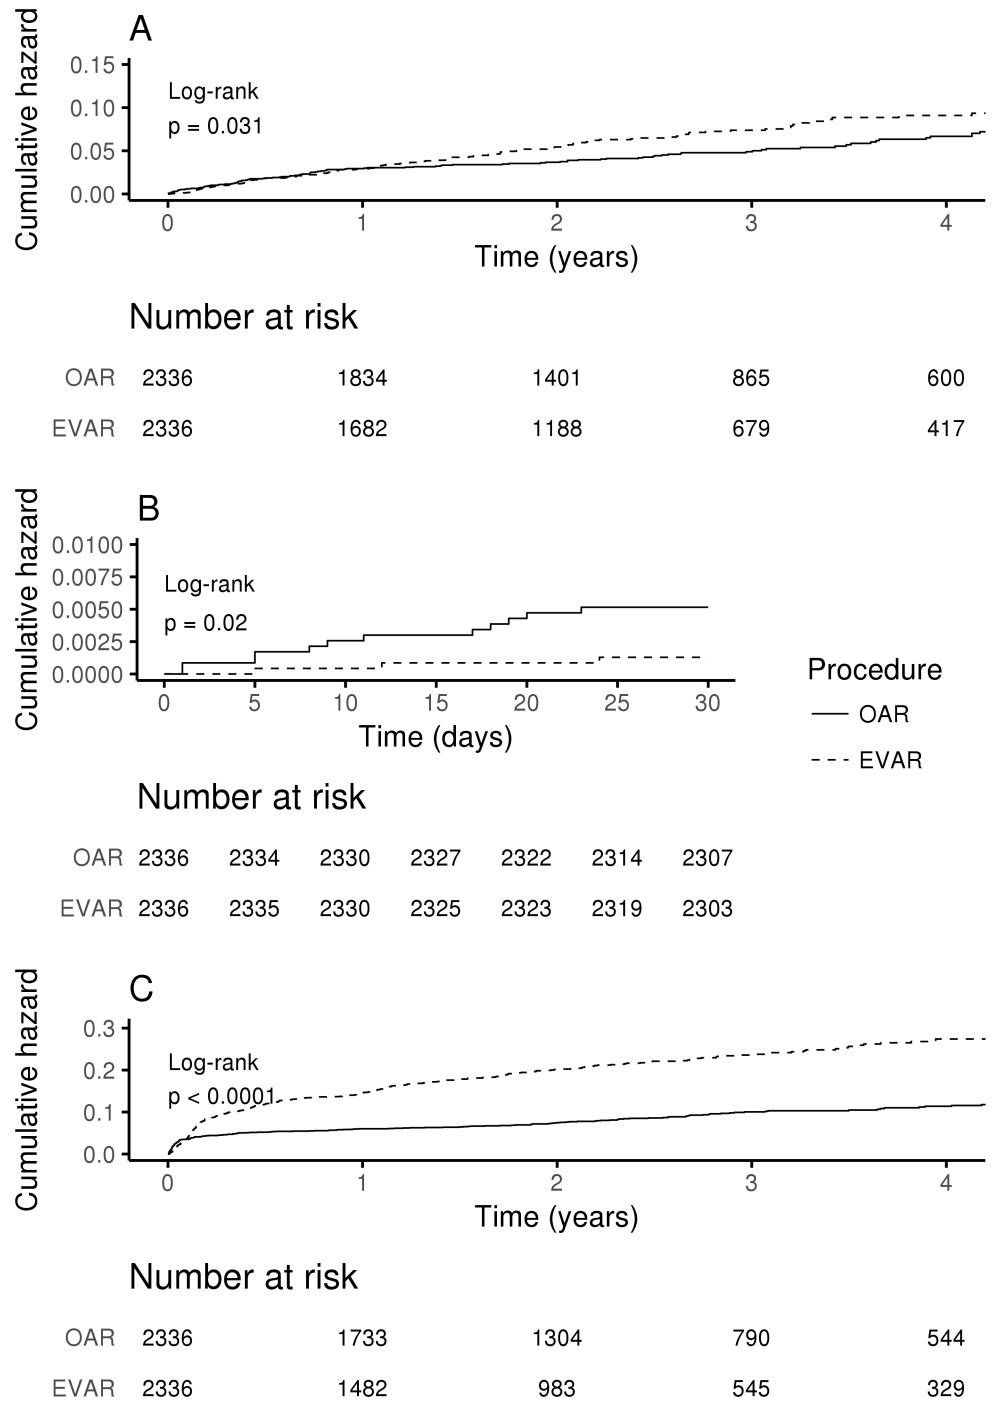 A
Cumulative hazard
0.15
0.10
0.05
0.00
Log-rank
p = 0.031
0 1 2 3 4
Time (years)
Number at risk
OAR 2336 1834 1401 865 600
EVAR 2336 1682 1188 679 417
B
Cumulative hazard
0.0100
0.0075
0.0050
0.0025
0.0000
Log-rank
p = 0.02
0 5 10 15 20 25 30
Time (days)
Procedure
OAR
EVAR
Number at risk
OAR 2336 2334 2330 2327 2322 2314 2307
EVAR 2336 2335 2330 2325 2323 2319 2303
C
Cumulative hazard
0.3
0.2
0.1
0.0
Log-rank
p < 0.0001
0 1 2 3 4
Time (years)
Number at risk
OAR 2336 1733 1304 790 544
EVAR 2336 1482 983 545 329